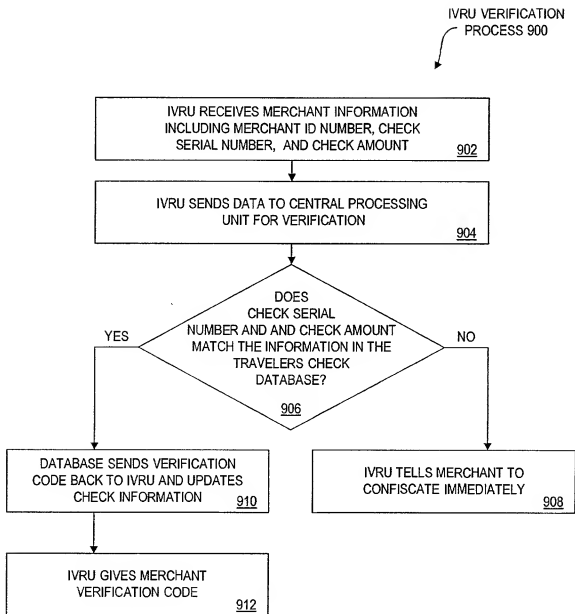 IVRU VERIFICATION
PROCESS 900
IVRU RECEIVES MERCHANT INFORMATION
INCLUDING MERCHANT ID NUMBER, CHECK
SERIAL NUMBER, AND CHECK AMOUNT
902
IVRU SENDS DATA TO CENTRAL PROCESSING
UNIT FOR VERIFICATION
904
DOES
CHECK SERIAL
NUMBER AND AND CHECK AMOUNT
MATCH THE INFORMATION IN THE
TRAVELERS CHECK
DATABASE?
906
YES
NO
DATABASE SENDS VERIFICATION
CODE BACK TO IVRU AND UPDATES
CHECK INFORMATION
910
IVRU TELLS MERCHANT TO
CONFISCATE IMMEDIATELY
908
IVRU GIVES MERCHANT
VERIFICATION CODE
912